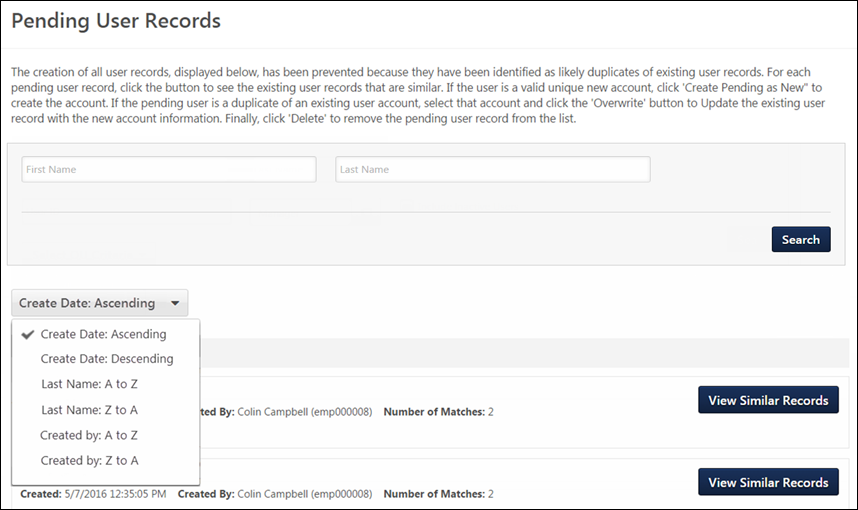 Pending User Records
The creation of all user records, displayed below, has been prevented because they have been identified as likely duplicates of existing user records. For each
pending user record, click the button to see the existing user records that are similar. If the user is a valid unique new account, click 'Create Pending as New" to
create the account. If the pending user is a duplicate of an existing user account, select that account and click the 'Overwrite' button to Update the existing user
record with the new account information. Finally, click 'Delete' to remove the pending user record from the list.
First Name Last Name
Search
Create Date: Ascending
Create Date: Ascending
Create Date: Descending
Last Name: A to Z
Last Name: Z to A
Created by: A to Z
Created by: Z to A
View Similar Records
By: Colin Campbell (emp000008) Number of Matches: 2
View Similar Records
Created: 5/7/2016 12:35:05 PM Created By: Colin Campbell (emp000008) Number of Matches: 2